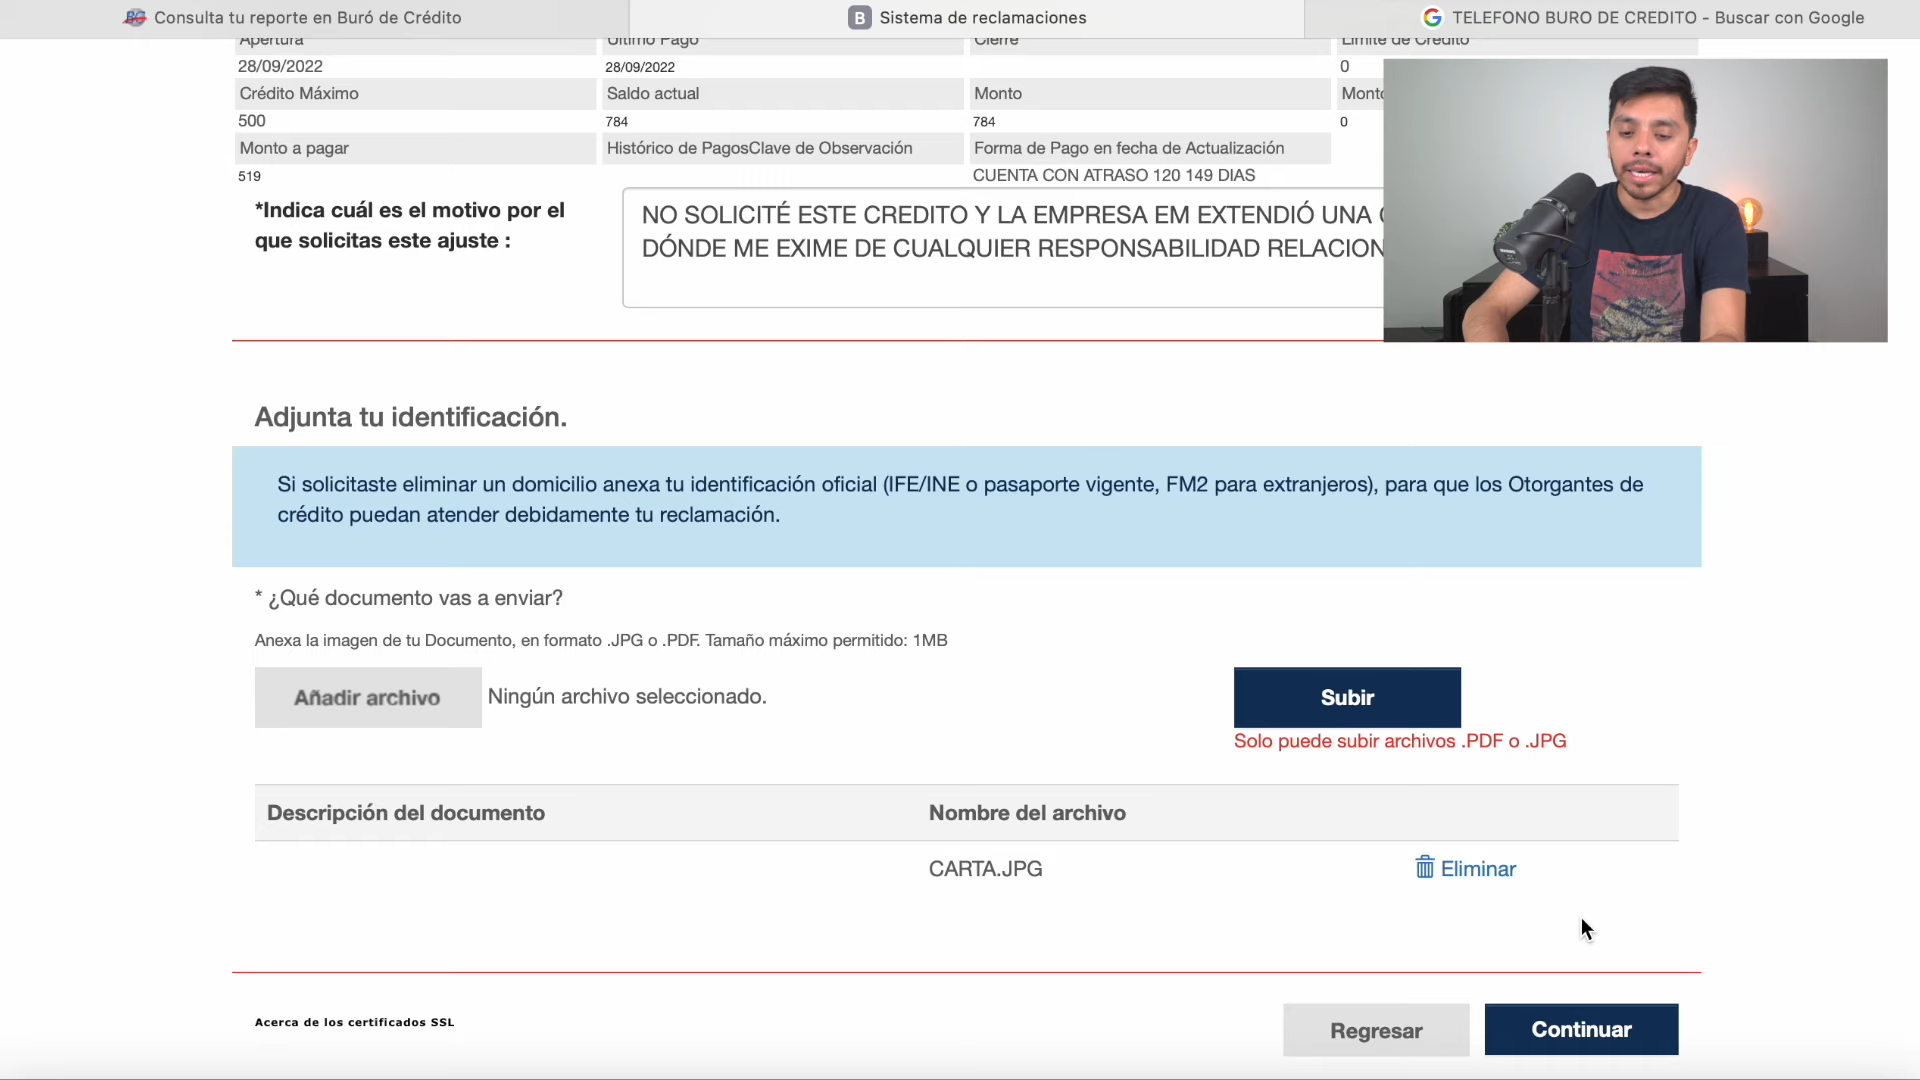 Consulta tu reporte en Buró de Crédito
B Sistema de reclamaciones
G TELEFONO BURO DE CREDITO - Buscar con Google
Apertura Último Pago Cierre Límite de Crédito
28/09/2022 28/09/2022 0
Crédito Máximo Saldo actual Monto Monto
500 784 784 0
Monto a pagar Histórico de PagosClave de Observación Forma de Pago en fecha de Actualización
519 CUENTA CON ATRASO 120 149 DIAS
*Indica cuál es el motivo por el
que solicitas este ajuste :
NO SOLICITÉ ESTE CREDITO Y LA EMPRESA EM EXTENDIÓ UNA
DÓNDE ME EXIME DE CUALQUIER RESPONSABILIDAD RELACION
Adjunta tu identificación.
Si solicitaste eliminar un domicilio anexa tu identificación oficial (IFE/INE o pasaporte vigente, FM2 para extranjeros), para que los Otorgantes de
crédito puedan atender debidamente tu reclamación.
* ¿Qué documento vas a enviar?
Anexa la imagen de tu Documento, en formato .JPG o .PDF. Tamaño máximo permitido: 1MB
Añadir archivo Ningún archivo seleccionado. Subir
Solo puede subir archivos .PDF o .JPG
Descripción del documento Nombre del archivo
CARTA.JPG Eliminar
Acerca de los certificados SSL
Regresar Continuar